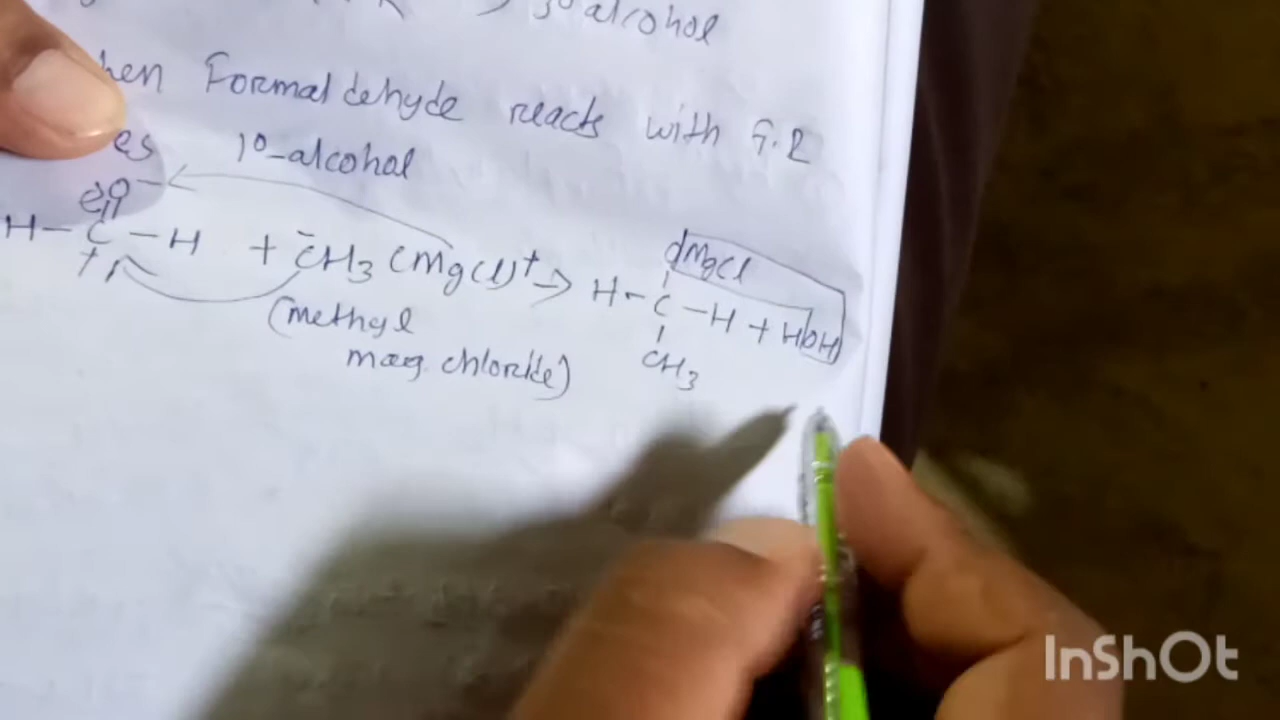 3° alcohol
hen Formaldehyde reacts with G.R
es 1°-alcohol
O
H-C-H + CH3 (MgCl)+ → H-C-H + HOH
OMgCl
(methyl
CH3
mag. chloride)
InShOt